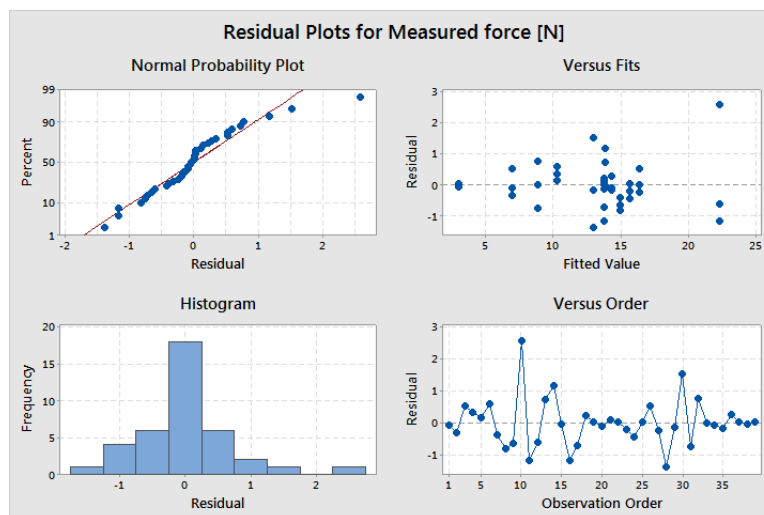 Residual Plots for Measured force [N]
Normal Probability Plot
99
90
50
10
1
Percent
-2 -1 0 1 2
Residual
Versus Fits
3
2
1
0
-1
Residual
5 10 15 20 25
Fitted Value
Histogram
20
15
10
5
0
Frequency
-1 0 1 2
Residual
Versus Order
3
2
1
0
-1
Residual
1 5 10 15 20 25 30 35
Observation Order